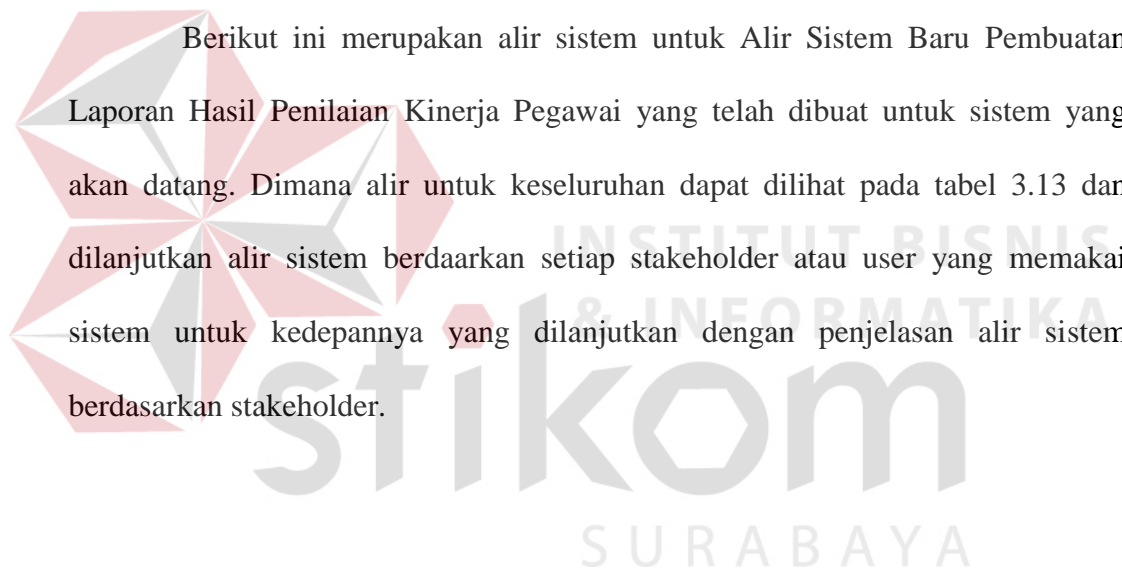 Berikut ini merupakan alir sistem untuk Alir Sistem Baru Pembuatan
Laporan Hasil Penilaian Kinerja Pegawai yang telah dibuat untuk sistem yang
akan datang. Dimana alir untuk keseluruhan dapat dilihat pada tabel 3.13 dan
dilanjutkan alir sistem berdaarkan setiap stakeholder atau user yang memakai
sistem untuk kedepannya yang dilanjutkan dengan penjelasan alir sistem
berdasarkan stakeholder.
INSTITUT BISNIS
& INFORMATIKA
stikom
SURABAYA